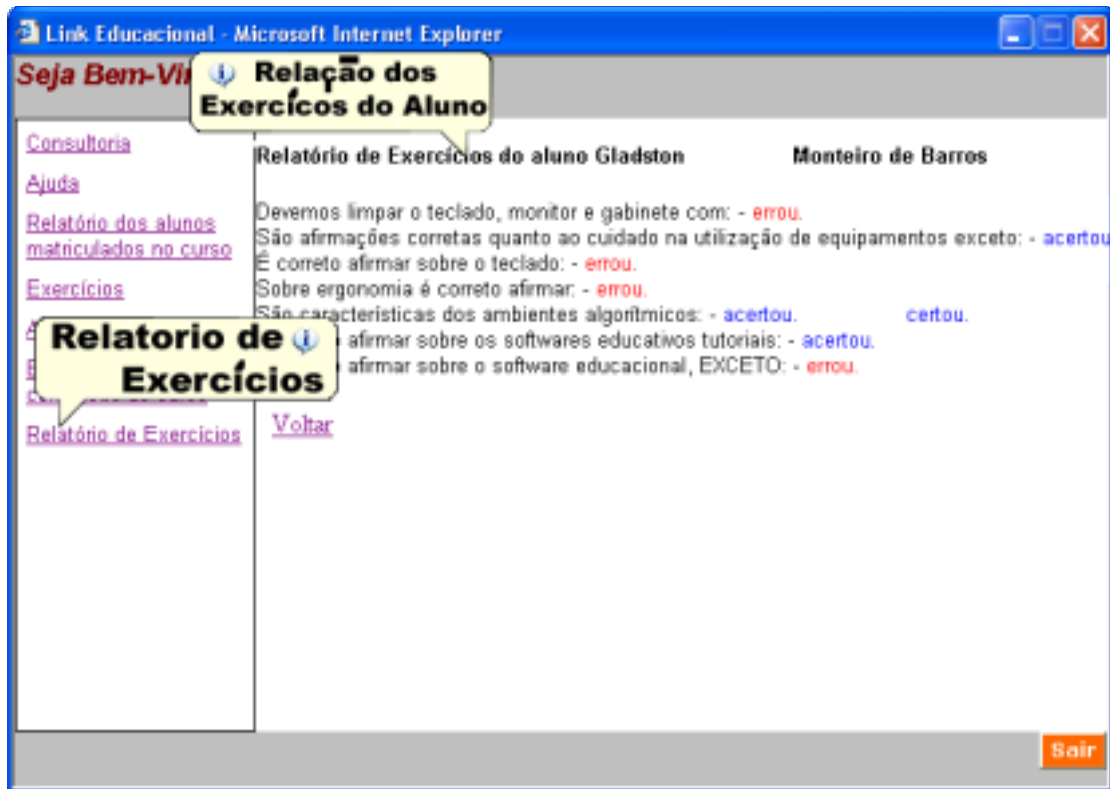 Link Educacional - Microsoft Internet Explorer
Seja Bem-Vin
Relação dos
Exercícos do Aluno
Consultoria
Ajuda
Relatório dos alunos
matriculados no curso
Exercícios
Relatorio de
Exercícios
Relatório de Exercícios
Relatório de Exercícios do aluno Gladston Monteiro de Barros
Devemos limpar o teclado, monitor e gabinete com: - errou.
São afirmações corretas quanto ao cuidado na utilização de equipamentos exceto: - acertou
É correto afirmar sobre o teclado: - errou.
Sobre ergonomia é correto afirmar: - errou.
São características dos ambientes algorítmicos: - acertou. certou.
afirmar sobre os softwares educativos tutoriais: - acertou.
afirmar sobre o software educacional, EXCETO: - errou.
Voltar
Sair